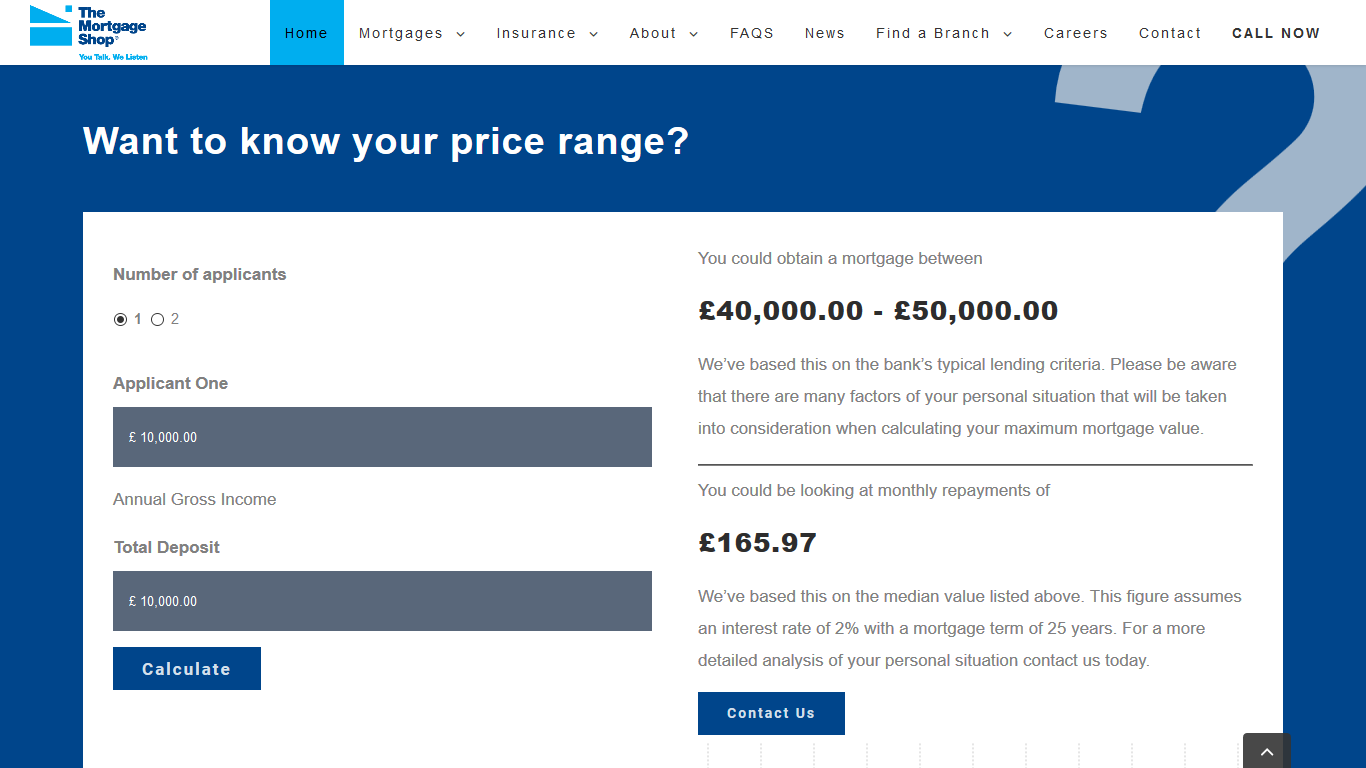 The
Mortgage
Shop®
You Talk, We Listen
Home Mortgages Insurance About FAQS News Find a Branch Careers Contact CALL NOW
Want to know your price range?
Number of applicants
1 2
Applicant One
£ 10,000.00
Annual Gross Income
Total Deposit
£ 10,000.00
Calculate
You could obtain a mortgage between
£40,000.00 - £50,000.00
We’ve based this on the bank’s typical lending criteria. Please be aware
that there are many factors of your personal situation that will be taken
into consideration when calculating your maximum mortgage value.
You could be looking at monthly repayments of
£165.97
We’ve based this on the median value listed above. This figure assumes
an interest rate of 2% with a mortgage term of 25 years. For a more
detailed analysis of your personal situation contact us today.
Contact Us